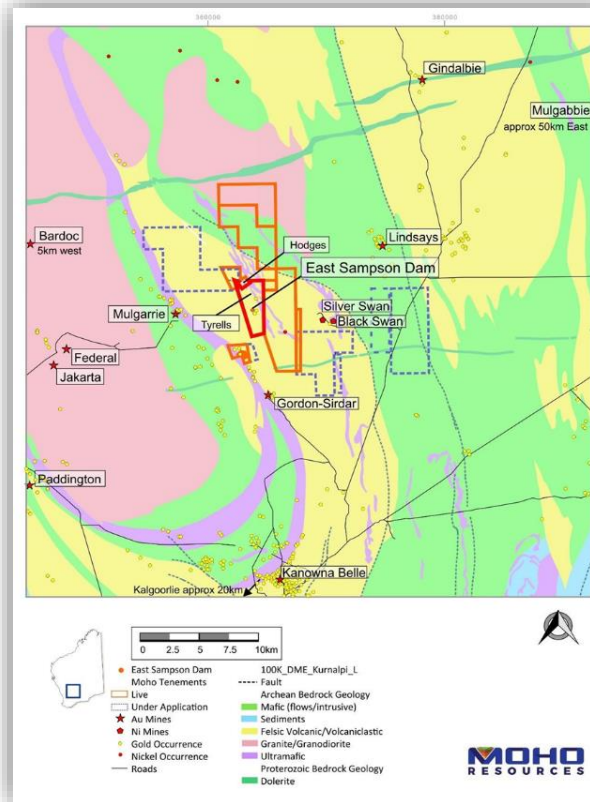 360000
380000
Gindalbie
Mulgabbie
approx 50km East
Bardoc
5km west
Lindsays
Hodges
East Sampson Dam
Silver Swan
Black Swan
Mulgarrie
Tyrells
Federal
Jakarta
Gordon-Sirdar
Paddington
Kanowna Belle
Kalgoorlie approx 20km
0 2.5 5 7.5 10km
East Sampson Dam
Moho Tenements
Live
Under Application
Au Mines
Ni Mines
Gold Occurrence
Nickel Occurrence
Roads
100K_DME_Kurnalpi_L
Fault
Archean Bedrock Geology
Mafic (flows/intrusive)
Sediments
Felsic Volcanic/Volcaniclastic
Granite/Granodiorite
Ultramafic
Proterozoic Bedrock Geology
Dolerite
MOHO
RESOURCES